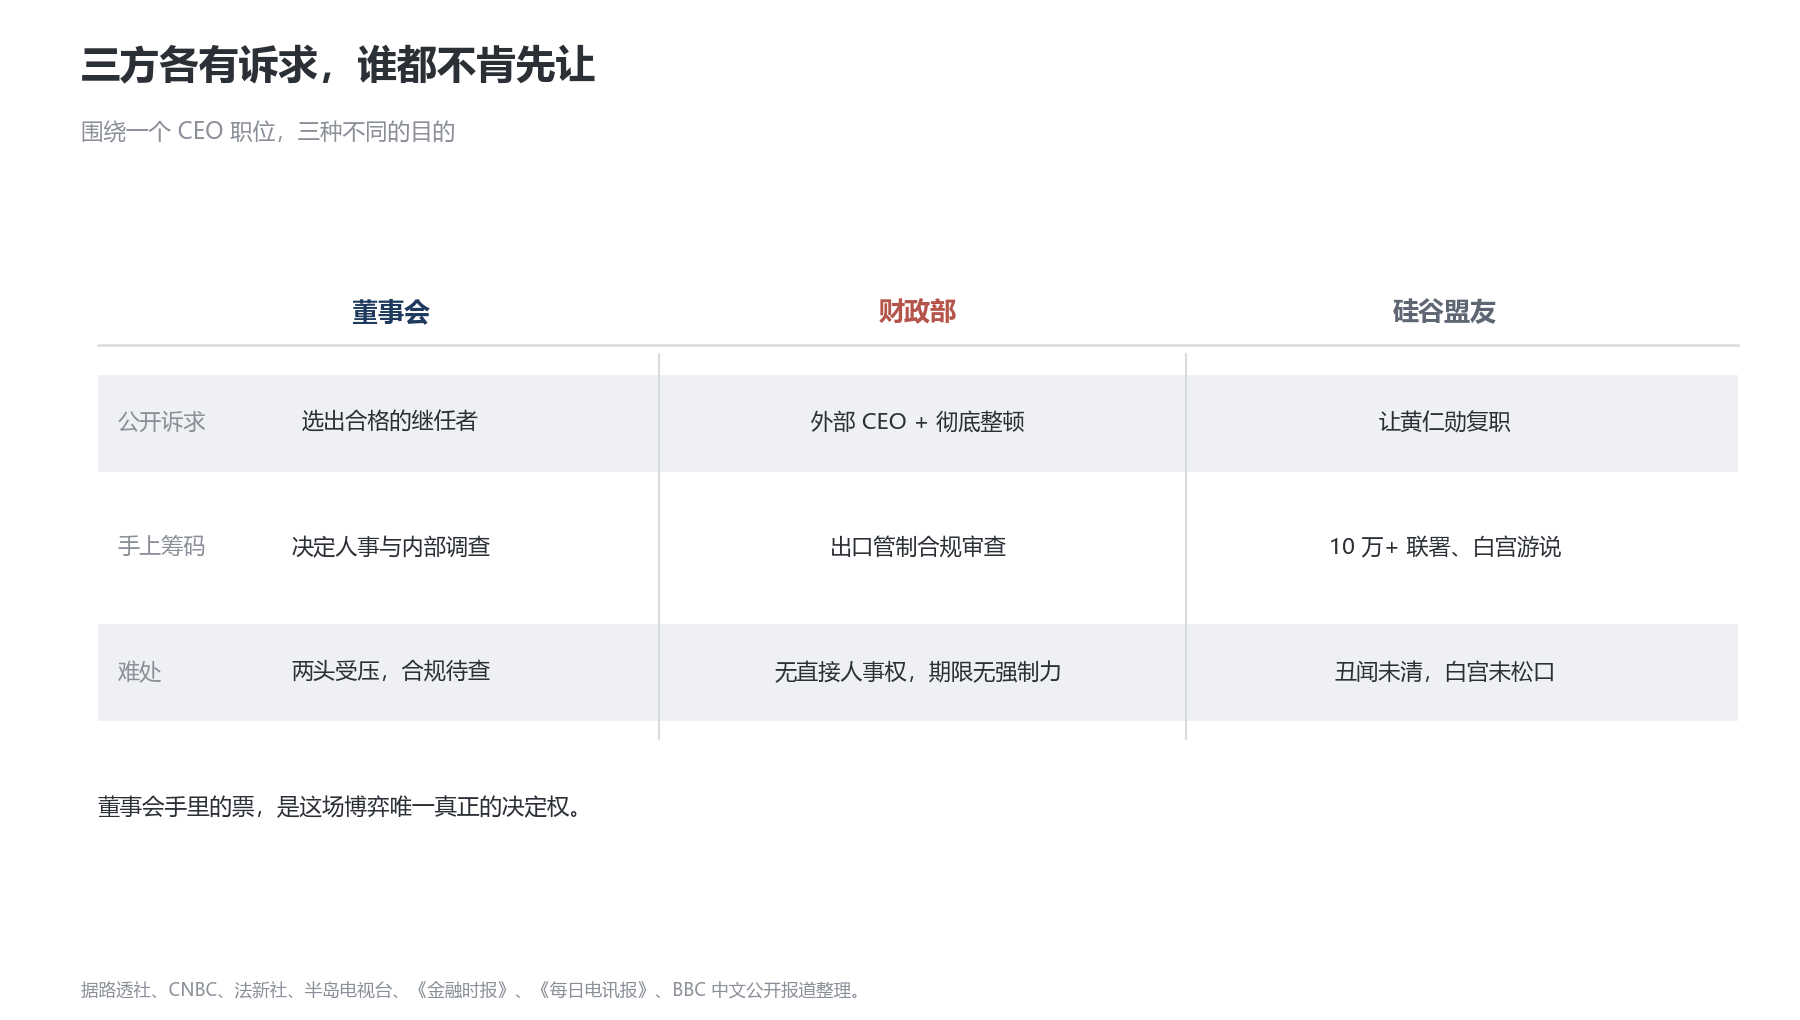 三方各有诉求，谁都不肯先让
围绕一个 CEO 职位，三种不同的目的
董事会 财政部 硅谷盟友
公开诉求 选出合格的继任者 外部 CEO + 彻底整顿 让黄仁勋复职
手上筹码 决定人事与内部调查 出口管制合规审查 10 万+ 联署、白宫游说
难处 两头受压，合规待查 无直接人事权，期限无强制力 丑闻未清，白宫未松口
董事会手里的票，是这场博弈唯一真正的决定权。
据路透社、CNBC、法新社、半岛电视台、《金融时报》、《每日电讯报》、BBC 中文公开报道整理。